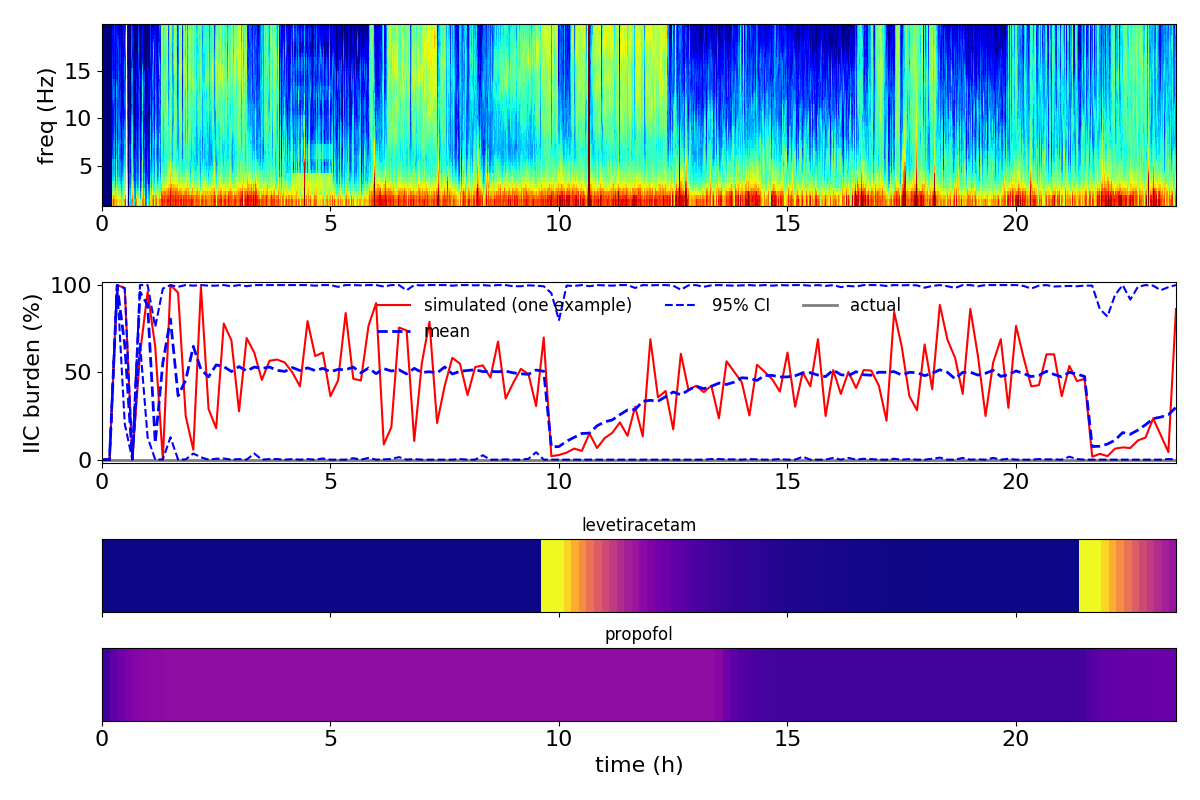 freq (Hz)
15
10
5
0 5 10 15 20
IIC burden (%)
100
50
0
simulated (one example) 95% CI actual
mean
0 5 10 15 20
levetiracetam
propofol
0 5 10 15 20
time (h)